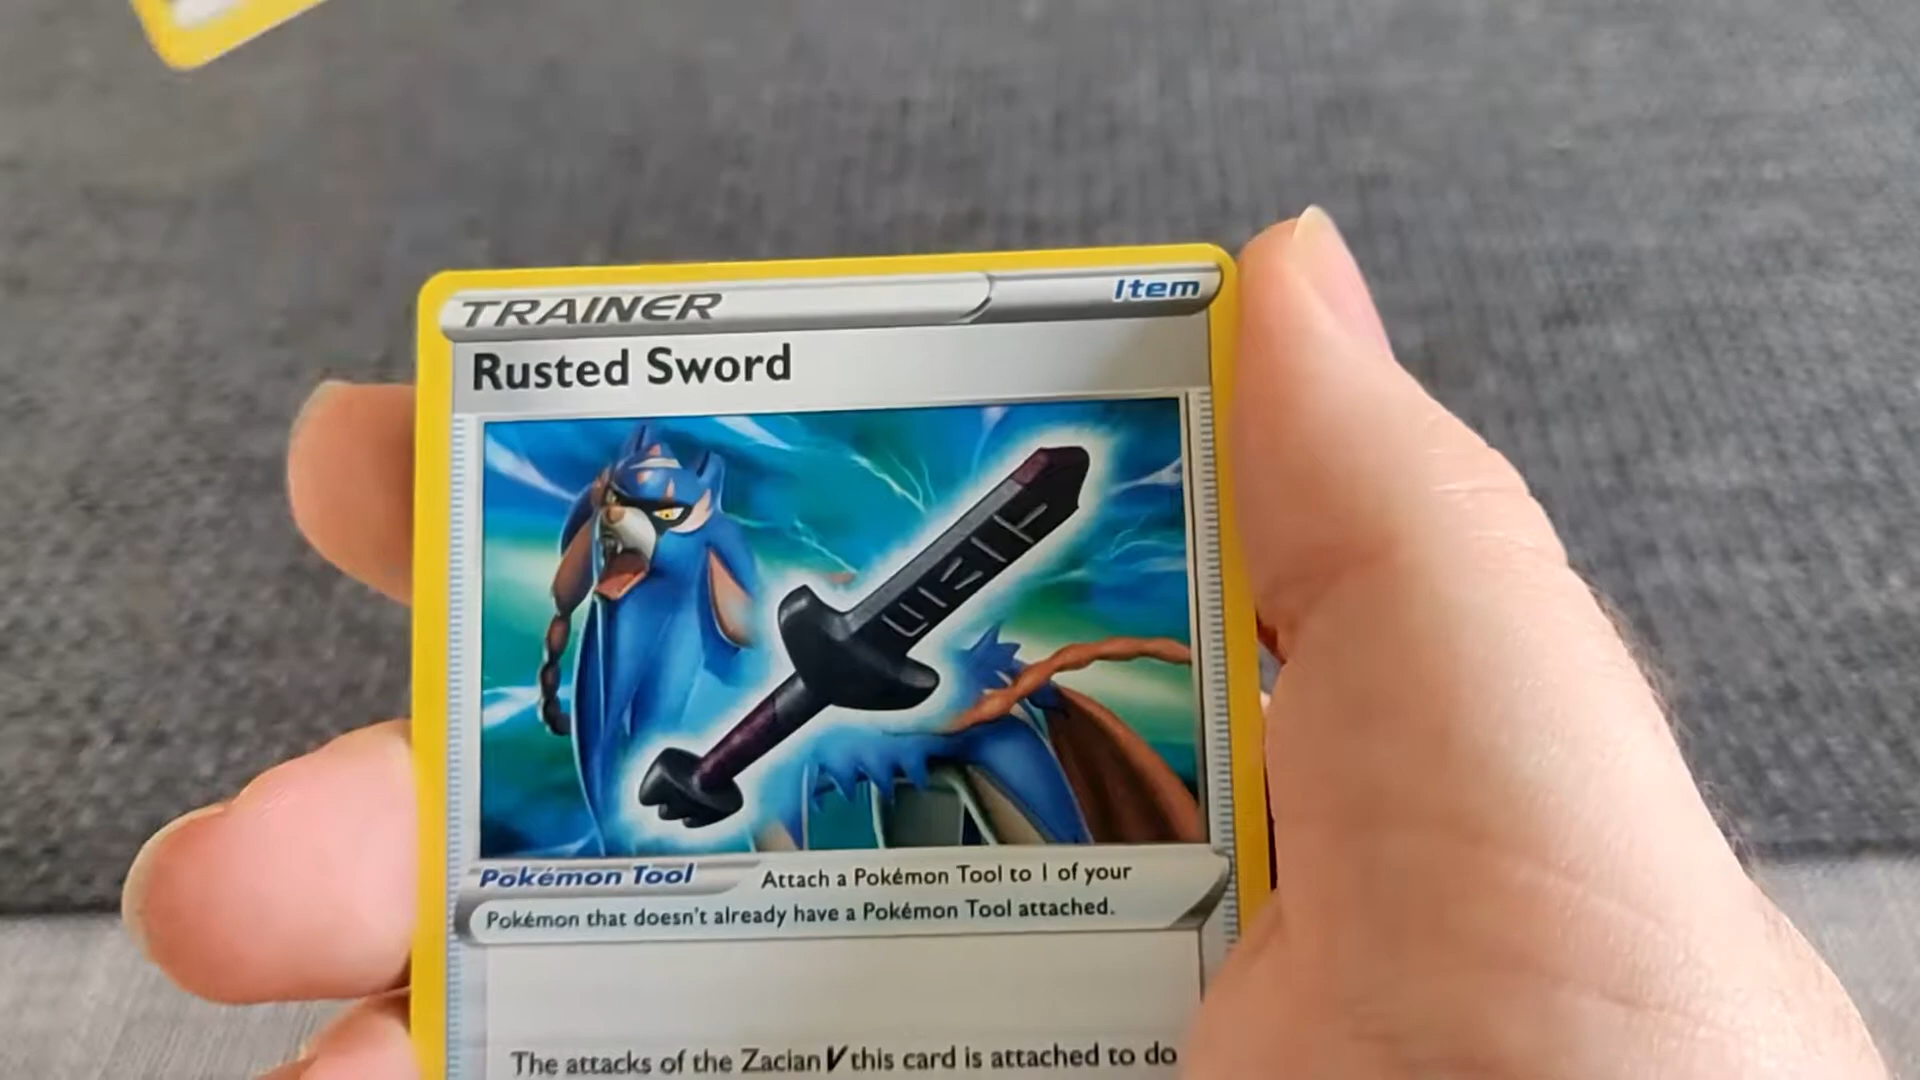 TRAINER
Item
Rusted Sword
Pokémon Tool
Attach a Pokémon Tool to 1 of your
Pokémon that doesn't already have a Pokémon Tool attached.
The attacks of the Zacian V this card is attached to do